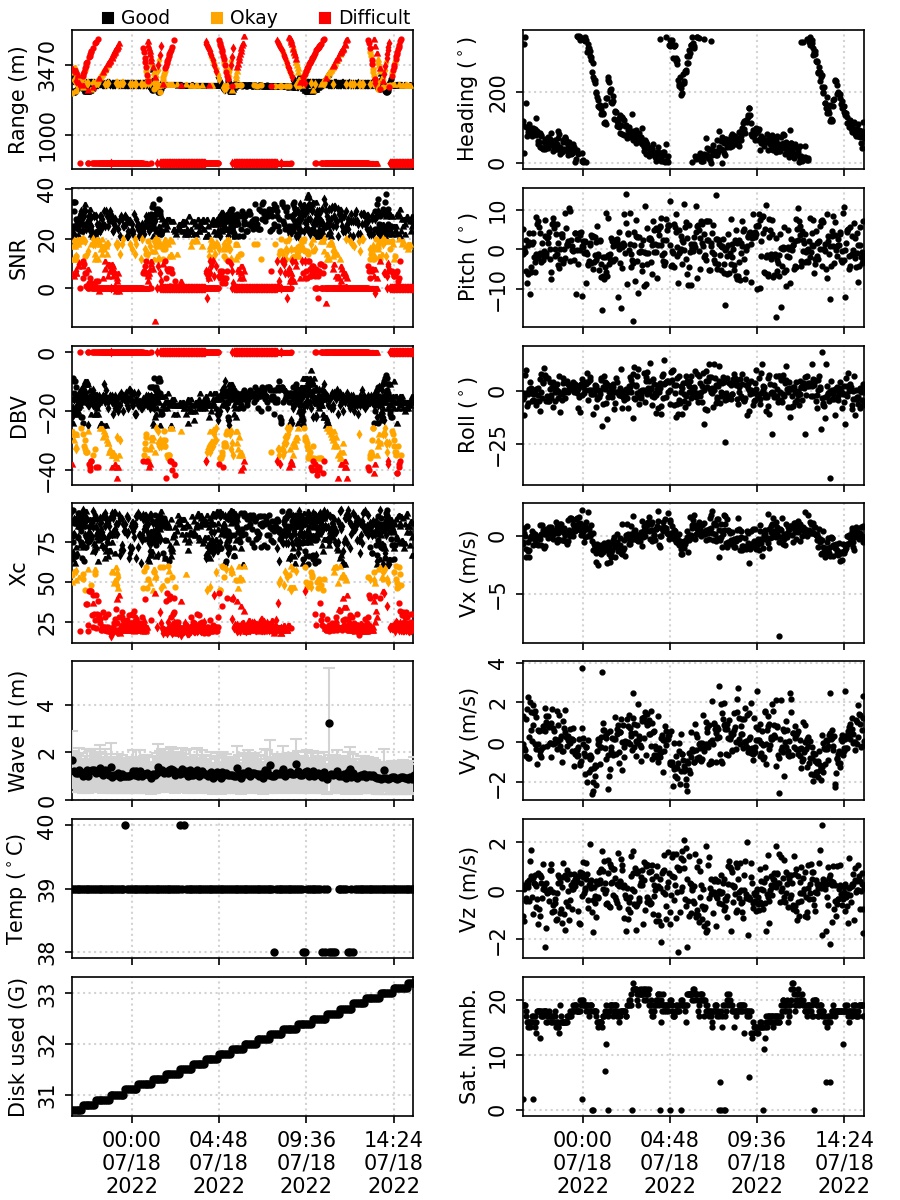 Good Okay Difficult
Range (m)
3470
1000
Heading (°)
200
0
SNR
40
20
0
Pitch (°)
10
0
−10
DBV
0
−20
−40
Roll (°)
0
−25
Xc
75
50
25
Vx (m/s)
0
−5
Wave H (m)
4
2
0
Vy (m/s)
4
2
0
−2
Temp (°C)
40
39
38
Vz (m/s)
2
0
−2
Disk used (G)
33
32
31
Sat. Numb.
20
10
0
00:00 04:48 09:36 14:24
07/18 07/18 07/18 07/18
2022 2022 2022 2022
00:00 04:48 09:36 14:24
07/18 07/18 07/18 07/18
2022 2022 2022 2022